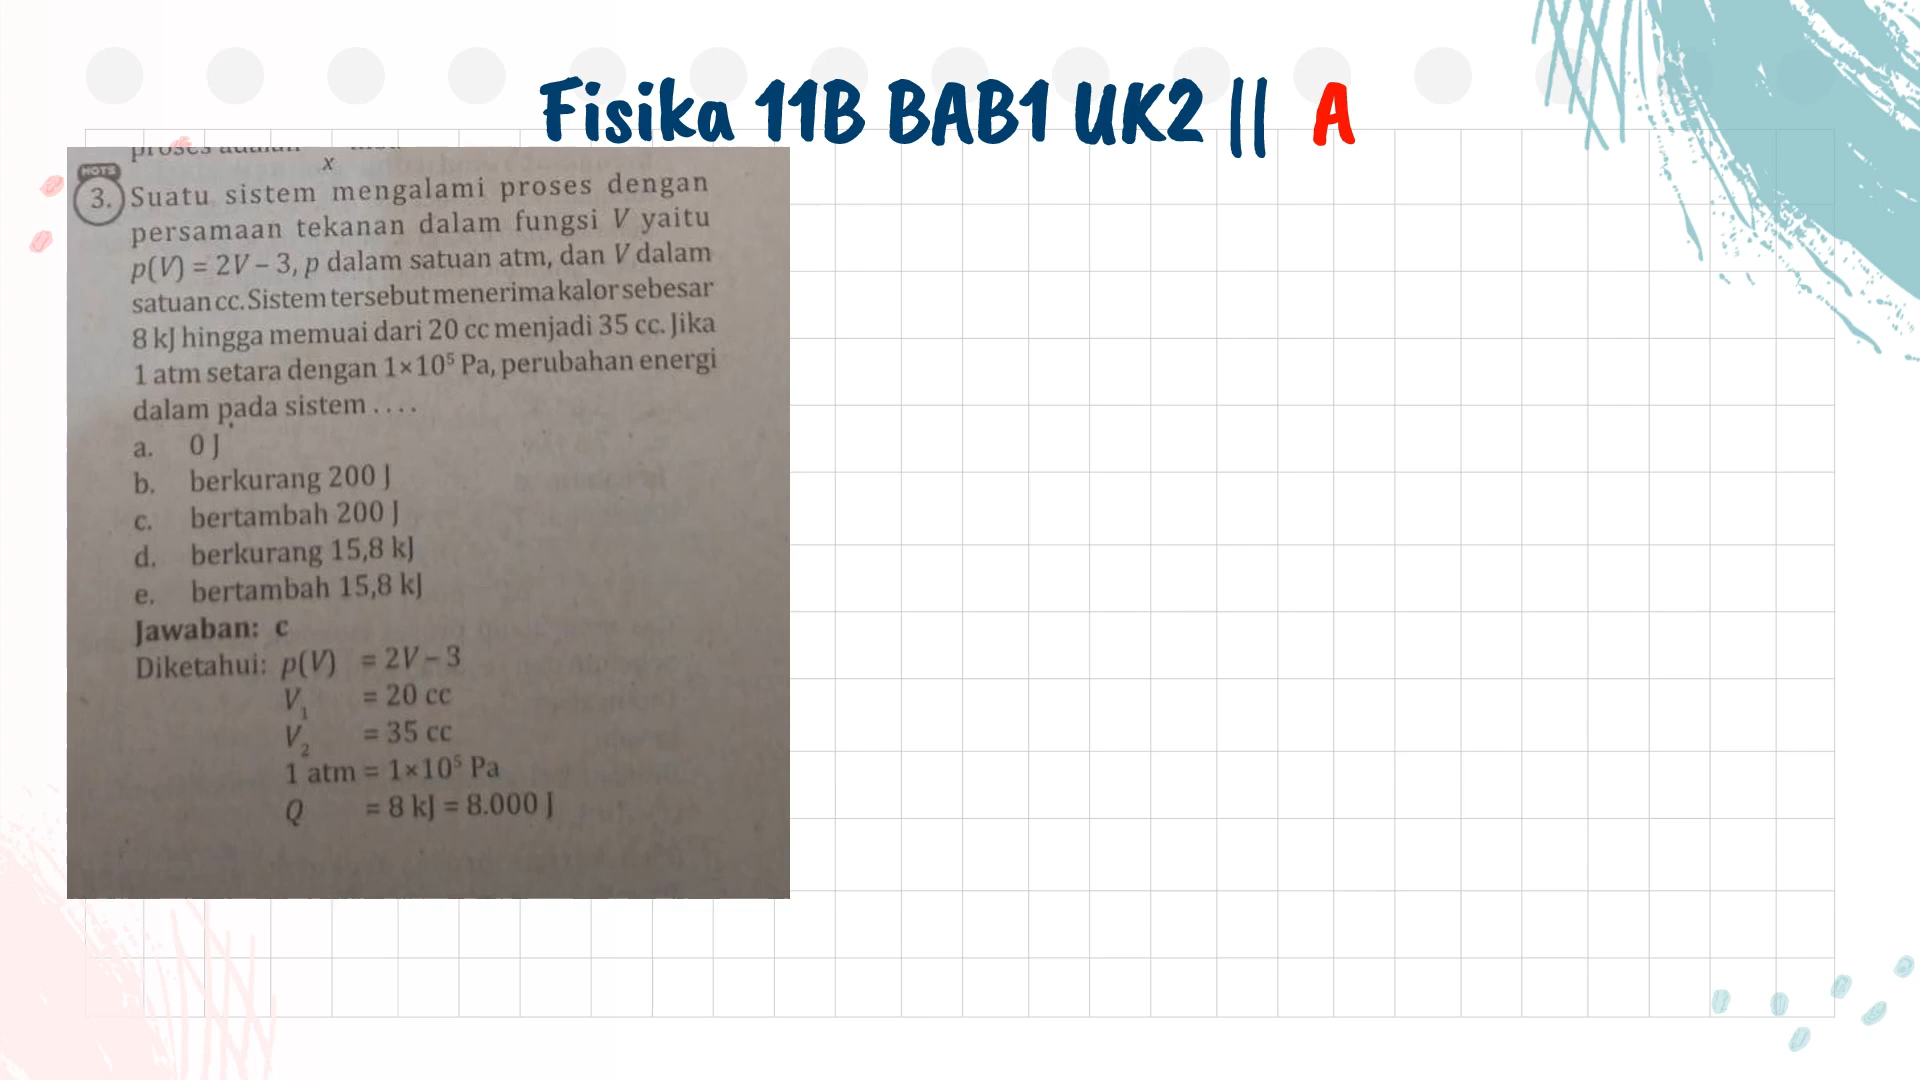 Fisika 11B BAB1 UK2 || A
x
HOTS
3. Suatu sistem mengalami proses dengan
persamaan tekanan dalam fungsi V yaitu
p(V) = 2V – 3, p dalam satuan atm, dan V dalam
satuan cc. Sistem tersebut menerima kalor sebesar
8 kJ hingga memuai dari 20 cc menjadi 35 cc. Jika
1 atm setara dengan 1×10⁵ Pa, perubahan energi
dalam pada sistem . . . .
a. 0 J
b. berkurang 200 J
c. bertambah 200 J
d. berkurang 15,8 kJ
e. bertambah 15,8 kJ
Jawaban: c
Diketahui: p(V) = 2V – 3
V₁ = 20 cc
V₂ = 35 cc
1 atm = 1×10⁵ Pa
Q = 8 kJ = 8.000 J